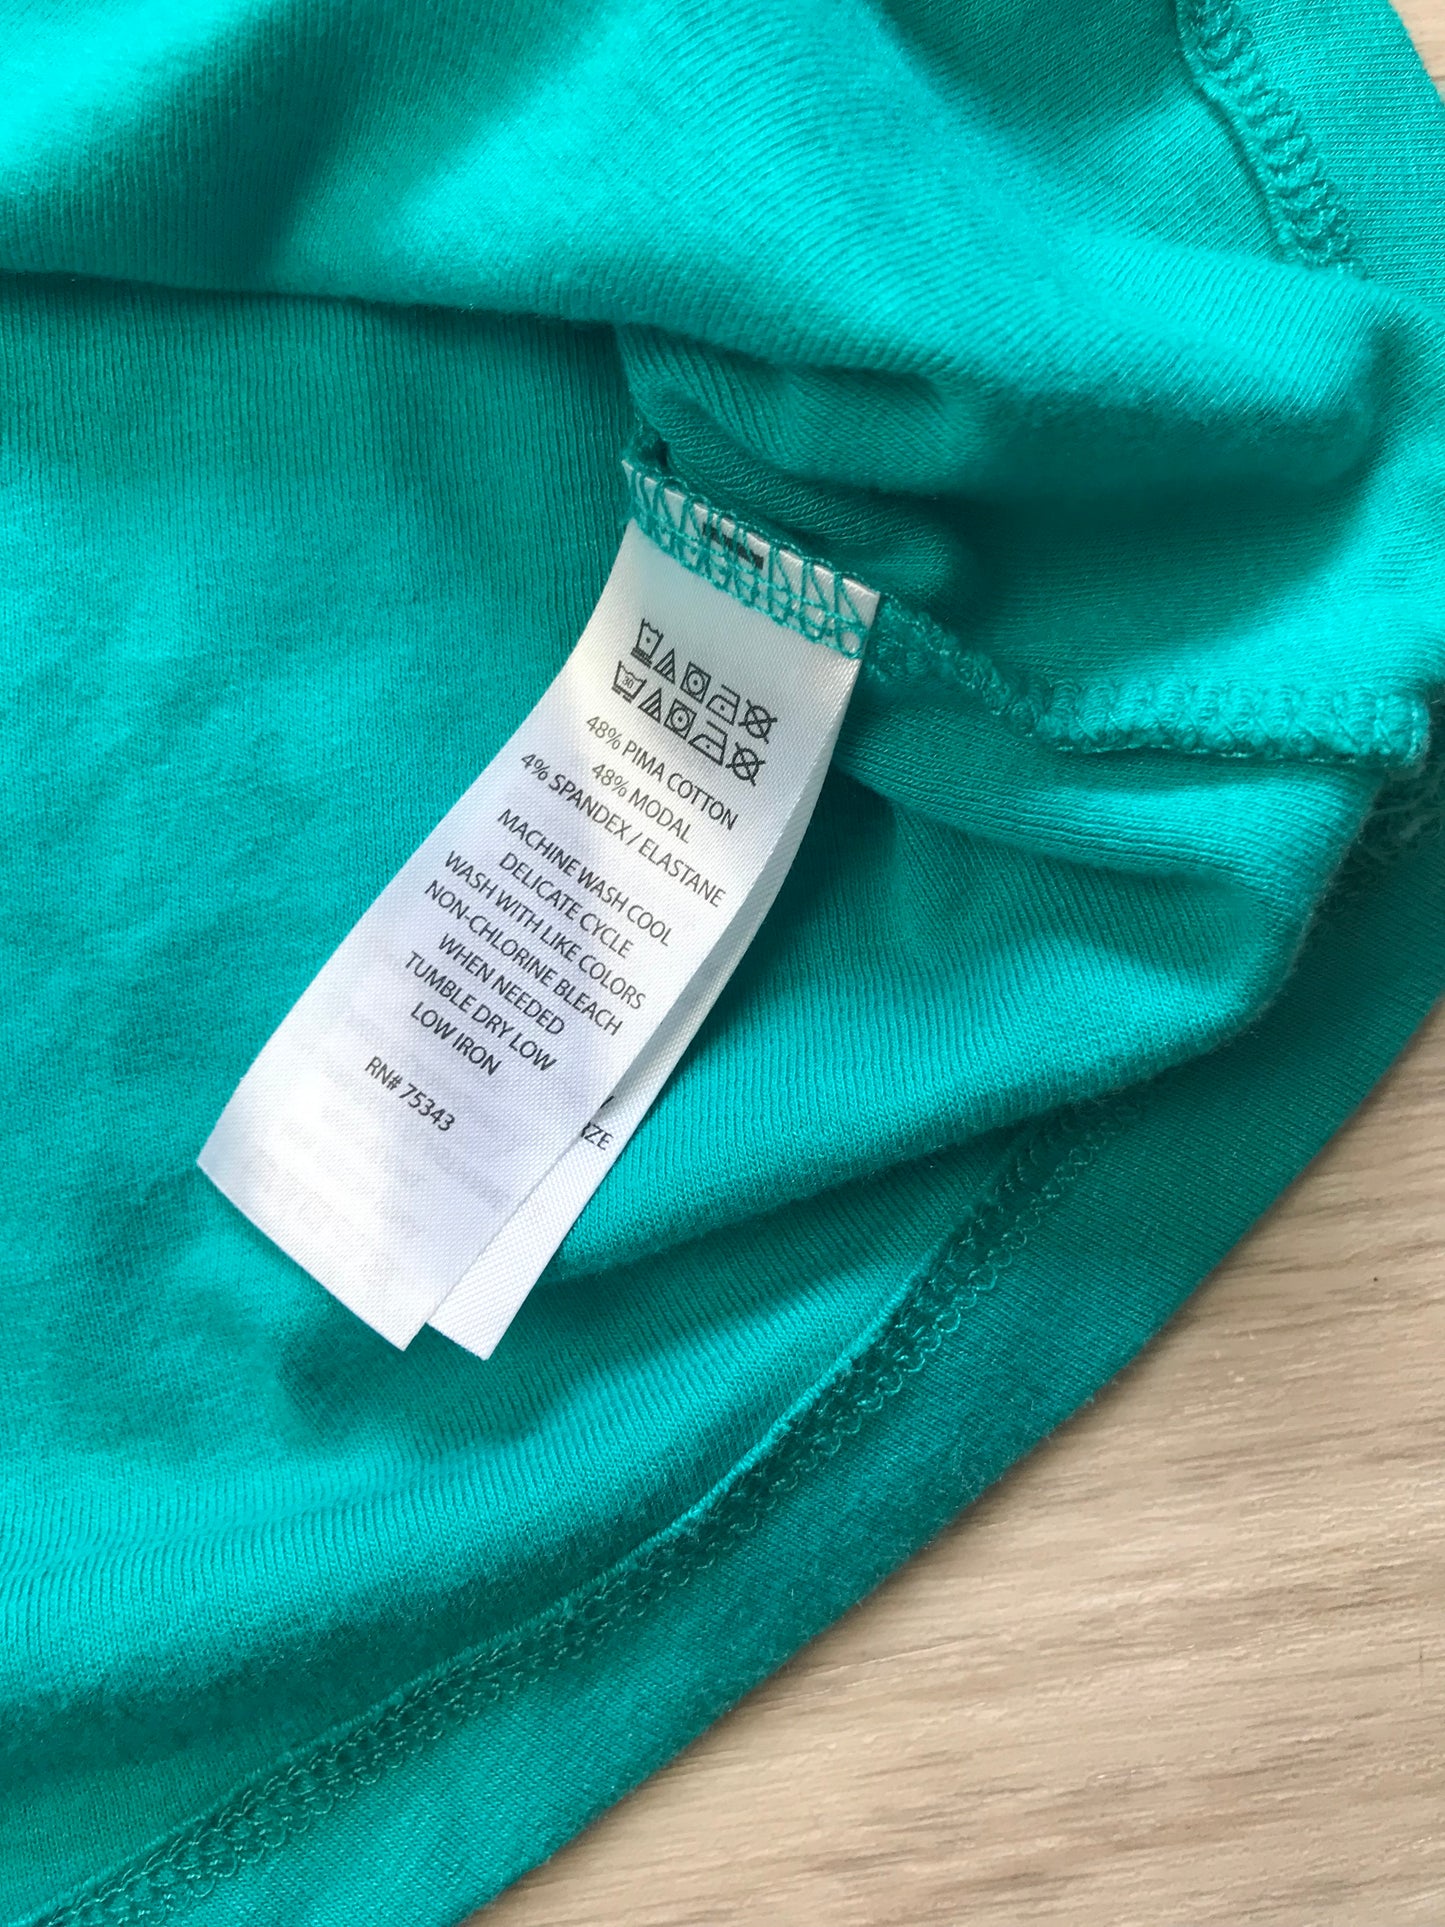 30
48% PIMA COTTON
48% MODAL
4% SPANDEX / ELASTANE
MACHINE WASH COOL
DELICATE CYCLE
WASH WITH LIKE COLORS
NON-CHLORINE BLEACH
WHEN NEEDED
TUMBLE DRY LOW
LOW IRON
RN# 75343